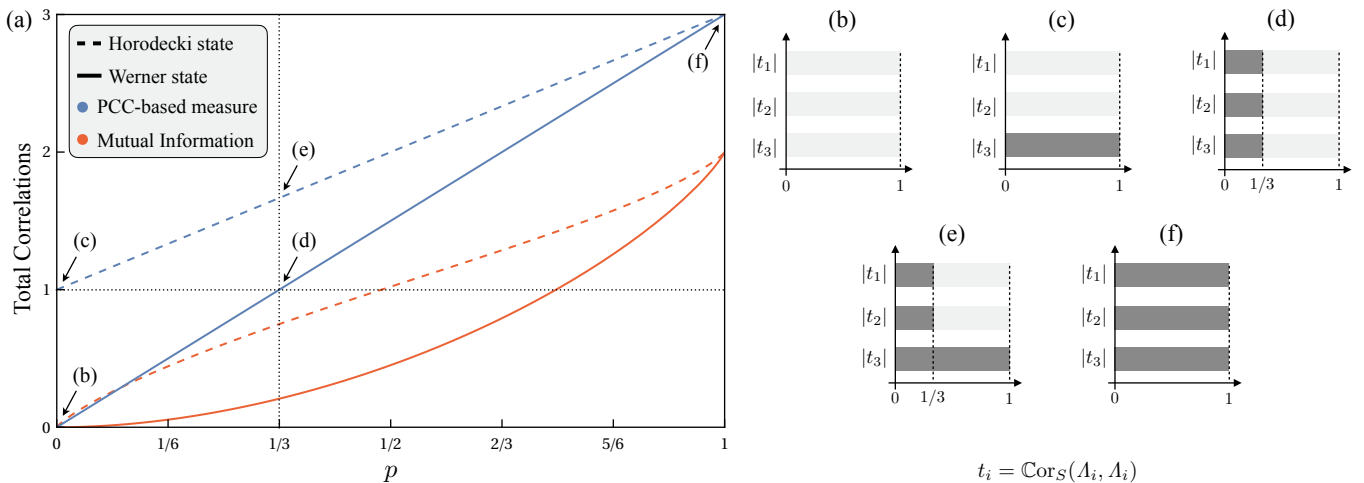 (a)
Total Correlations
3
2
1
0
Horodecki state
Werner state
PCC-based measure
Mutual Information
(f)
(e)
(c)
(d)
(b)
0
1/6
1/3
1/2
2/3
5/6
1
p
(b)
|t₁|
|t₂|
|t₃|
0
1
(c)
|t₁|
|t₂|
|t₃|
0
1
(d)
|t₁|
|t₂|
|t₃|
0
1/3
1
(e)
|t₁|
|t₂|
|t₃|
0
1/3
1
(f)
|t₁|
|t₂|
|t₃|
0
1
tᵢ = ℂor_S(Λᵢ, Λᵢ)